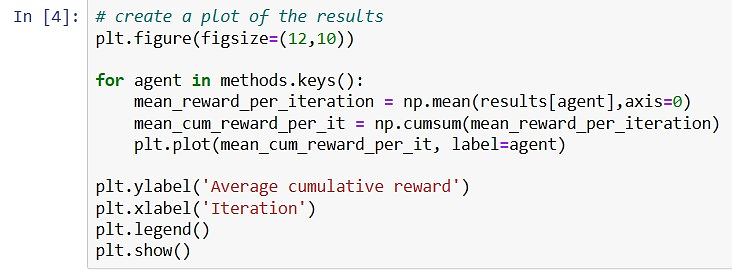 In [4]: # create a plot of the results
plt.figure(figsize=(12,10))
for agent in methods.keys():
    mean_reward_per_iteration = np.mean(results[agent],axis=0)
    mean_cum_reward_per_it = np.cumsum(mean_reward_per_iteration)
    plt.plot(mean_cum_reward_per_it, label=agent)
plt.ylabel('Average cumulative reward')
plt.xlabel('Iteration')
plt.legend()
plt.show()